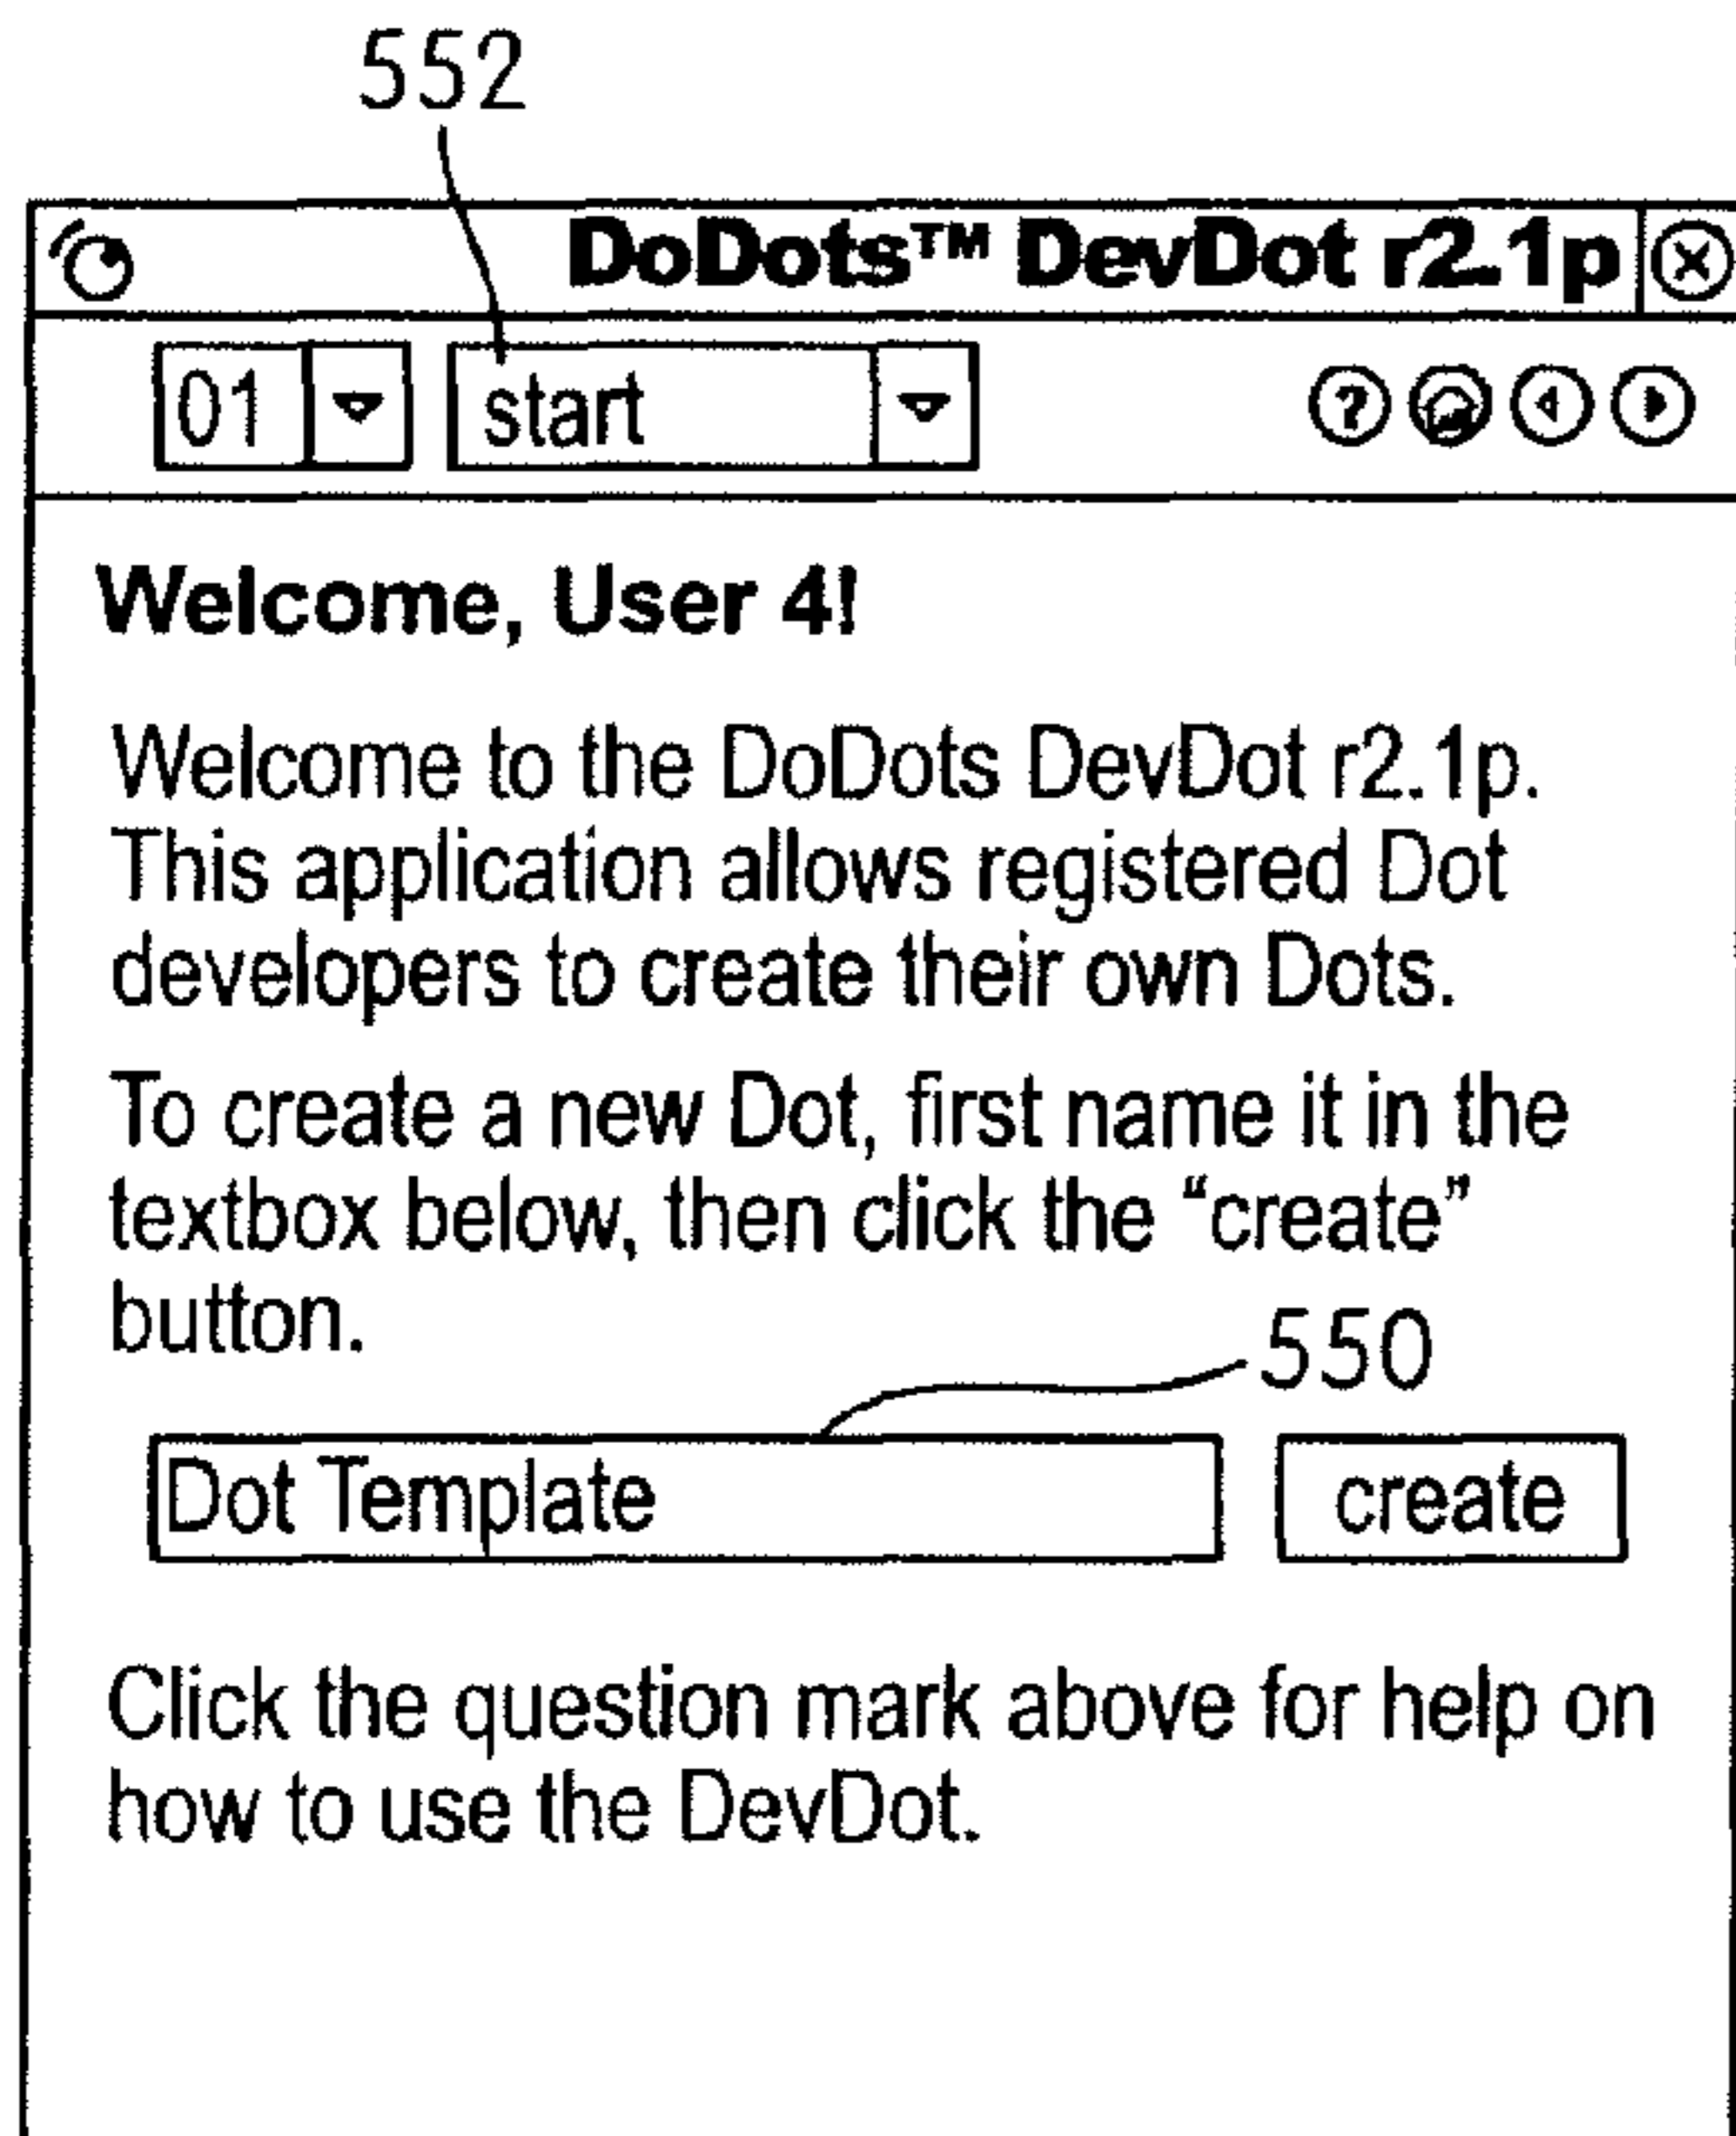 552
DoDots™ DevDot r2.1p
01 start ?
Welcome, User 4!
Welcome to the DoDots DevDot r2.1p.
This application allows registered Dot
developers to create their own Dots.
To create a new Dot, first name it in the
textbox below, then click the “create”
button.
550
Dot Template create
Click the question mark above for help on
how to use the DevDot.